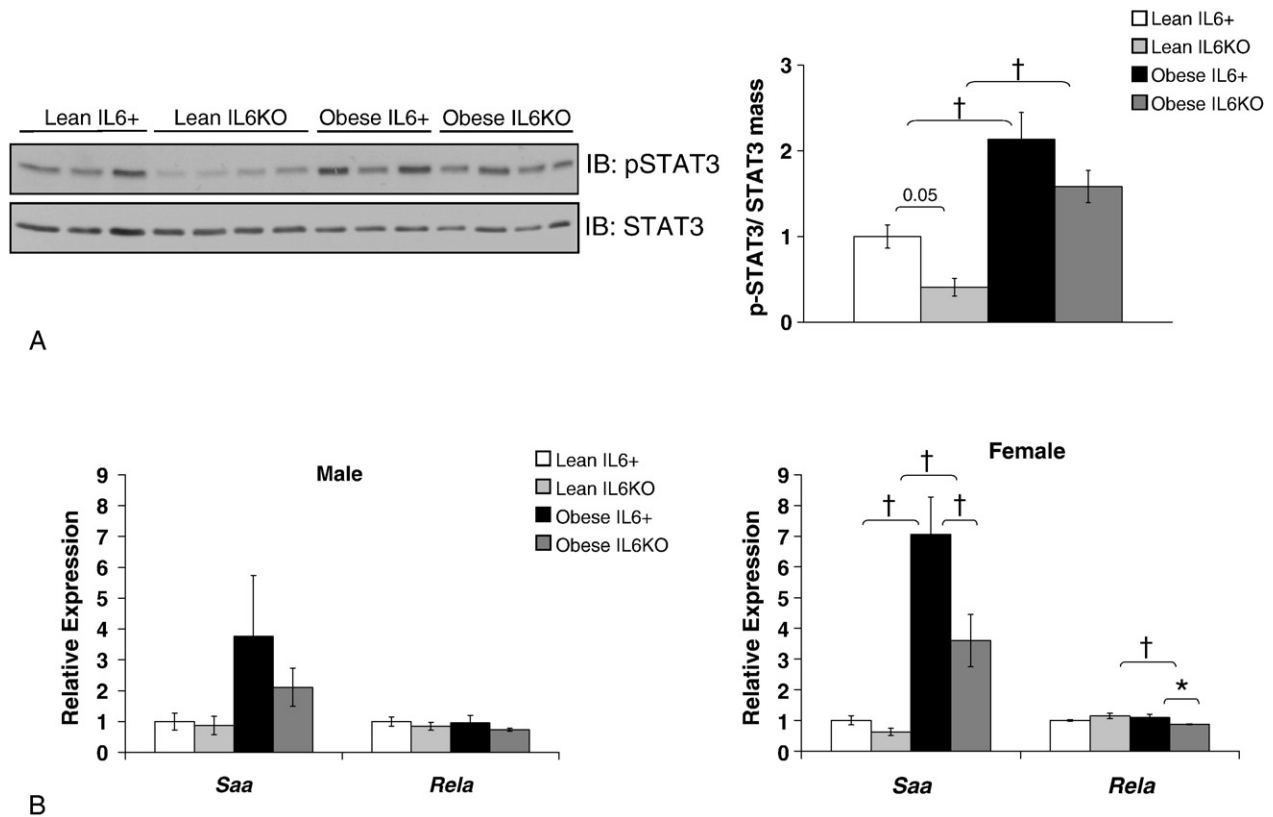 Lean IL6+
Lean IL6KO
Obese IL6+
Obese IL6KO
Lean IL6+ Lean IL6KO Obese IL6+ Obese IL6KO
IB: pSTAT3
IB: STAT3
p-STAT3/ STAT3 mass
3
2
1
0
†
†
0.05
A
Male
Lean IL6+
Lean IL6KO
Obese IL6+
Obese IL6KO
Relative Expression
9
8
7
6
5
4
3
2
1
0
Saa Rela
Female
Relative Expression
9
8
7
6
5
4
3
2
1
0
†
† †
†
*
Saa Rela
B